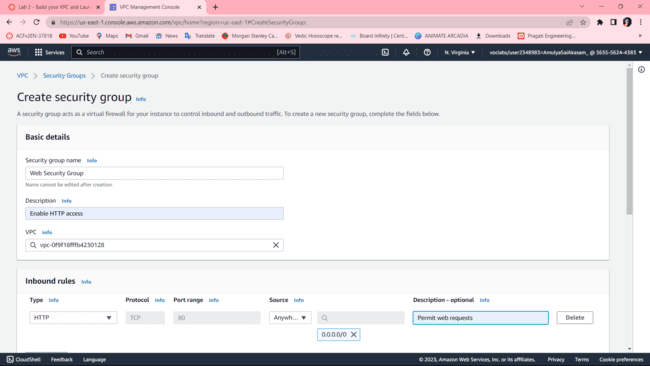 Lab 2 - Build your VPC and Laun
VPC Management Console
https://us-east-1.console.aws.amazon.com/vpc/home?region=us-east-1#CreateSecurityGroup:
ACFrZEN-37818
YouTube
Maps
Gmail
News
Translate
Morgan Stanley Ca...
Vedic Horoscope re...
Board Infinity | Certi...
ANIMATE ARCADIA
Downloads
Pragati Engineering...
aws
Services
Search
[Alt+S]
N. Virginia
voclabs/user2548983=AmulyaSaiAkasam_ @ 3635-5624-4383
VPC
Security Groups
Create security group
Create security group Info
A security group acts as a virtual firewall for your instance to control inbound and outbound traffic. To create a new security group, complete the fields below.
Basic details
Security group name Info
Web Security Group
Name cannot be edited after creation.
Description Info
Enable HTTP access
VPC Info
vpc-0f9f18fffb4230128
Inbound rules Info
Type Info
Protocol Info
Port range Info
Source Info
Description - optional Info
HTTP
TCP
80
Anywh...
Permit web requests
Delete
0.0.0.0/0
CloudShell
Feedback
Language
© 2023, Amazon Web Services, Inc. or its affiliates.
Privacy
Terms
Cookie preferences